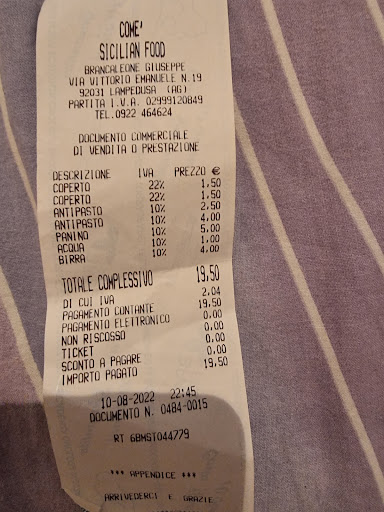 COME'
SICILIAN FOOD
BRANCALEONE GIUSEPPE
VIA VITTORIO EMANUELE N.19
92031 LAMPEDUSA (AG)
PARTITA I.V.A. 02999120849
TEL.0922 464624
DOCUMENTO COMMERCIALE
DI VENDITA O PRESTAZIONE
DESCRIZIONE IVA PREZZO €
COPERTO 22% 1,50
COPERTO 22% 1,50
ANTIPASTO 10% 2,50
ANTIPASTO 10% 4,00
PANINO 10% 5,00
ACQUA 10% 1,00
BIRRA 10% 4,00
TOTALE COMPLESSIVO 19,50
DI CUI IVA 2,04
PAGAMENTO CONTANTE 19,50
PAGAMENTO ELETTRONICO 0,00
NON RISCOSSO 0,00
TICKET 0,00
SCONTO A PAGARE 0,00
IMPORTO PAGATO 19,50
10-08-2022 22:45
DOCUMENTO N. 0484-0015
RT 6BMST044779
*** APPENDICE ***
ARRIVEDERCI E GRAZIE